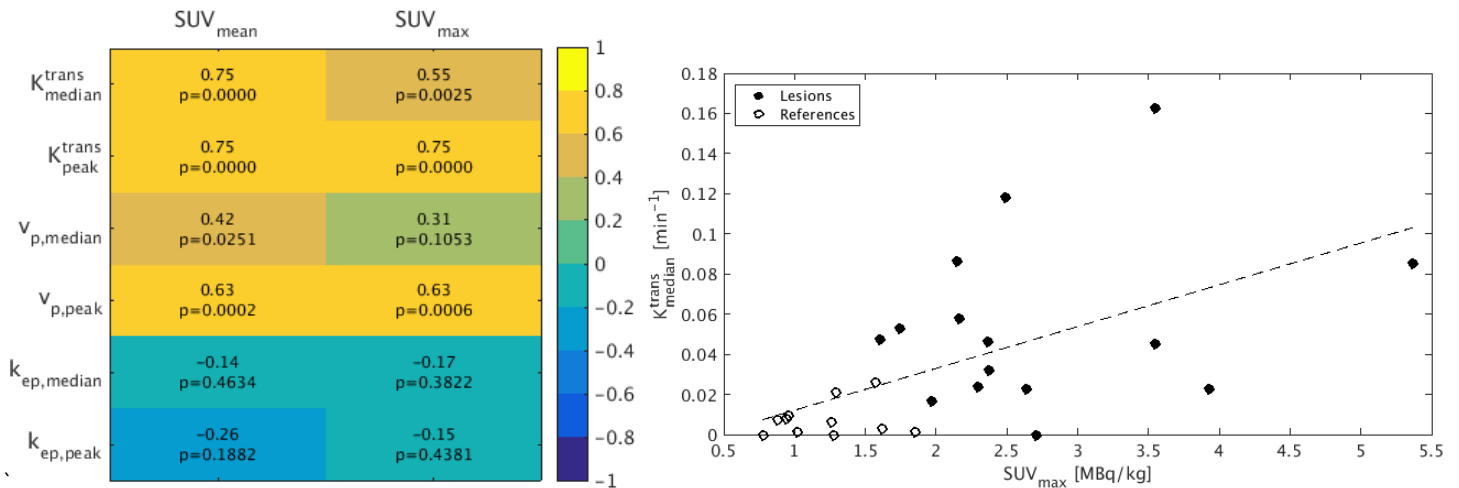 SUVmean SUVmax
Ktransmedian 0.75 0.55
p=0.0000 p=0.0025
Ktranspeak 0.75 0.75
p=0.0000 p=0.0000
vp,median 0.42 0.31
p=0.0251 p=0.1053
vp,peak 0.63 0.63
p=0.0002 p=0.0006
kep,median −0.14 −0.17
p=0.4634 p=0.3822
kep,peak −0.26 −0.15
p=0.1882 p=0.4381
1
0.8
0.6
0.4
0.2
0
−0.2
−0.4
−0.6
−0.8
−1
Lesions
References
0.18
0.16
0.14
0.12
0.1
0.08
0.06
0.04
0.02
0
Ktransmedian [min−1]
0.5 1 1.5 2 2.5 3 3.5 4 4.5 5 5.5
SUVmax [MBq/kg]